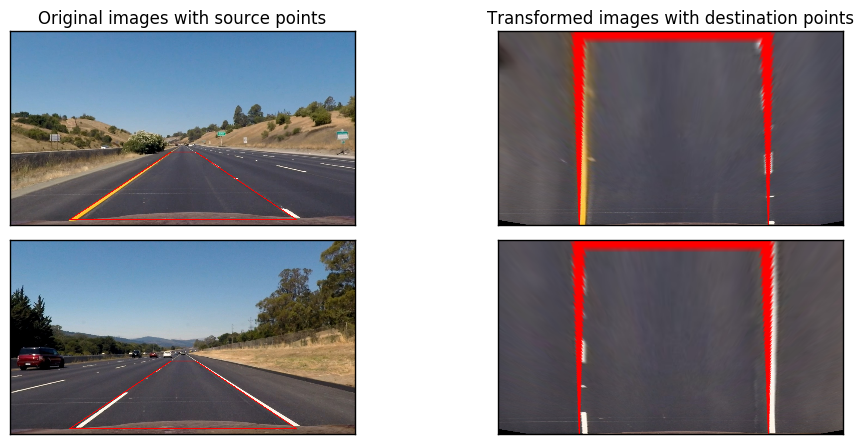 Original images with source points
Transformed images with destination points